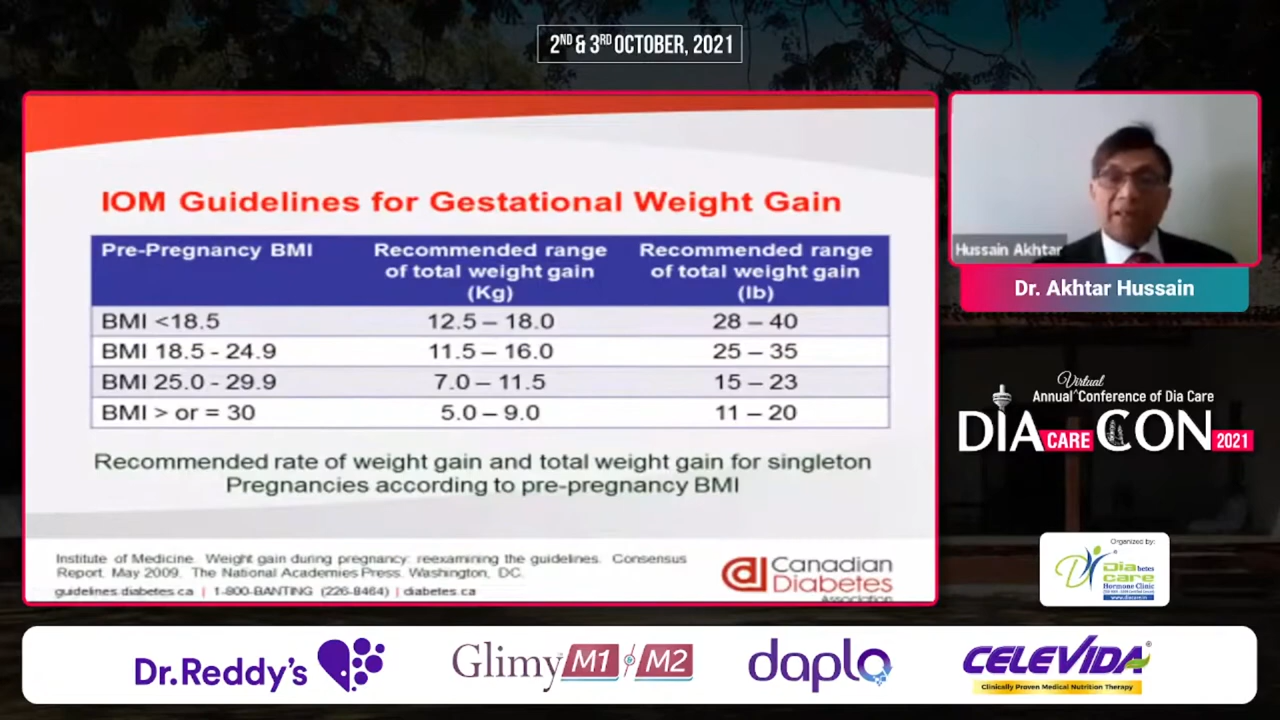 2ND & 3RD OCTOBER, 2021
IOM Guidelines for Gestational Weight Gain
Pre-Pregnancy BMI
Recommended range
of total weight gain
(Kg)
Recommended range
of total weight gain
(lb)
BMI <18.5 12.5 – 18.0 28 – 40
BMI 18.5 - 24.9 11.5 – 16.0 25 – 35
BMI 25.0 - 29.9 7.0 – 11.5 15 – 23
BMI > or = 30 5.0 – 9.0 11 – 20
Recommended rate of weight gain and total weight gain for singleton
Pregnancies according to pre-pregnancy BMI
Institute of Medicine. Weight gain during pregnancy: reexamining the guidelines. Consensus
Report. May 2009. The National Academies Press. Washington, DC.
guidelines.diabetes.ca | 1-800-BANTING (226-8464) | diabetes.ca
Canadian
Diabetes
Association
Hussain Akhtar
Dr. Akhtar Hussain
Virtual
Annual^Conference of Dia Care
DIA CARE CON 2021
Organized by:
Diabetes
care
Hormone Clinic
Dr.Reddy's
Glimy M1 M2
daplo
CELEVIDA®
Clinically Proven Medical Nutrition Therapy